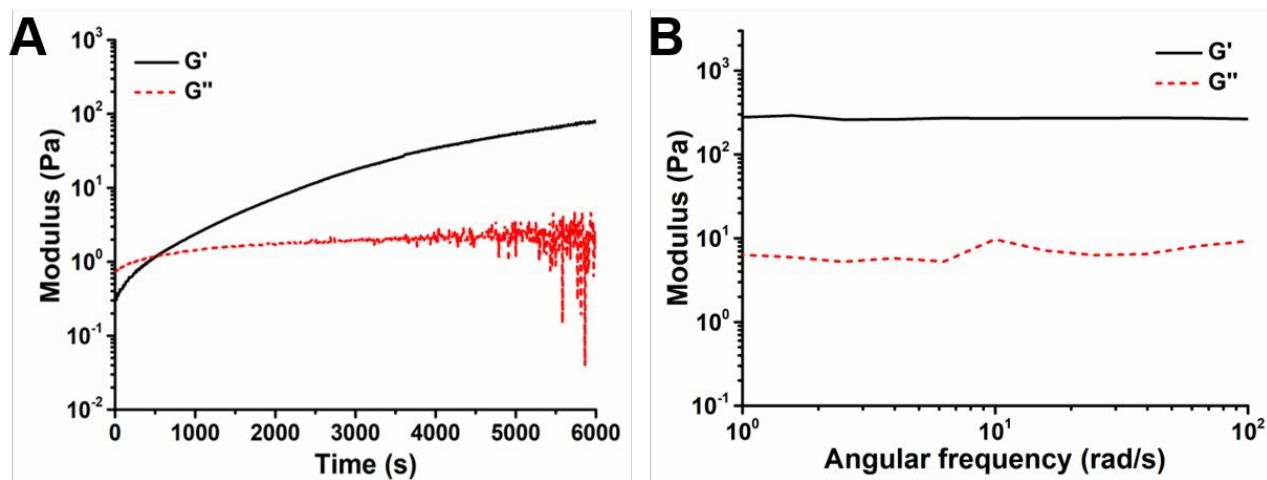 A
10³
10²
10¹
10⁰
10⁻¹
10⁻²
Modulus (Pa)
G'
G''
0 1000 2000 3000 4000 5000 6000
Time (s)
B
10³
10²
10¹
10⁰
10⁻¹
Modulus (Pa)
G'
G''
10⁰ 10¹ 10²
Angular frequency (rad/s)